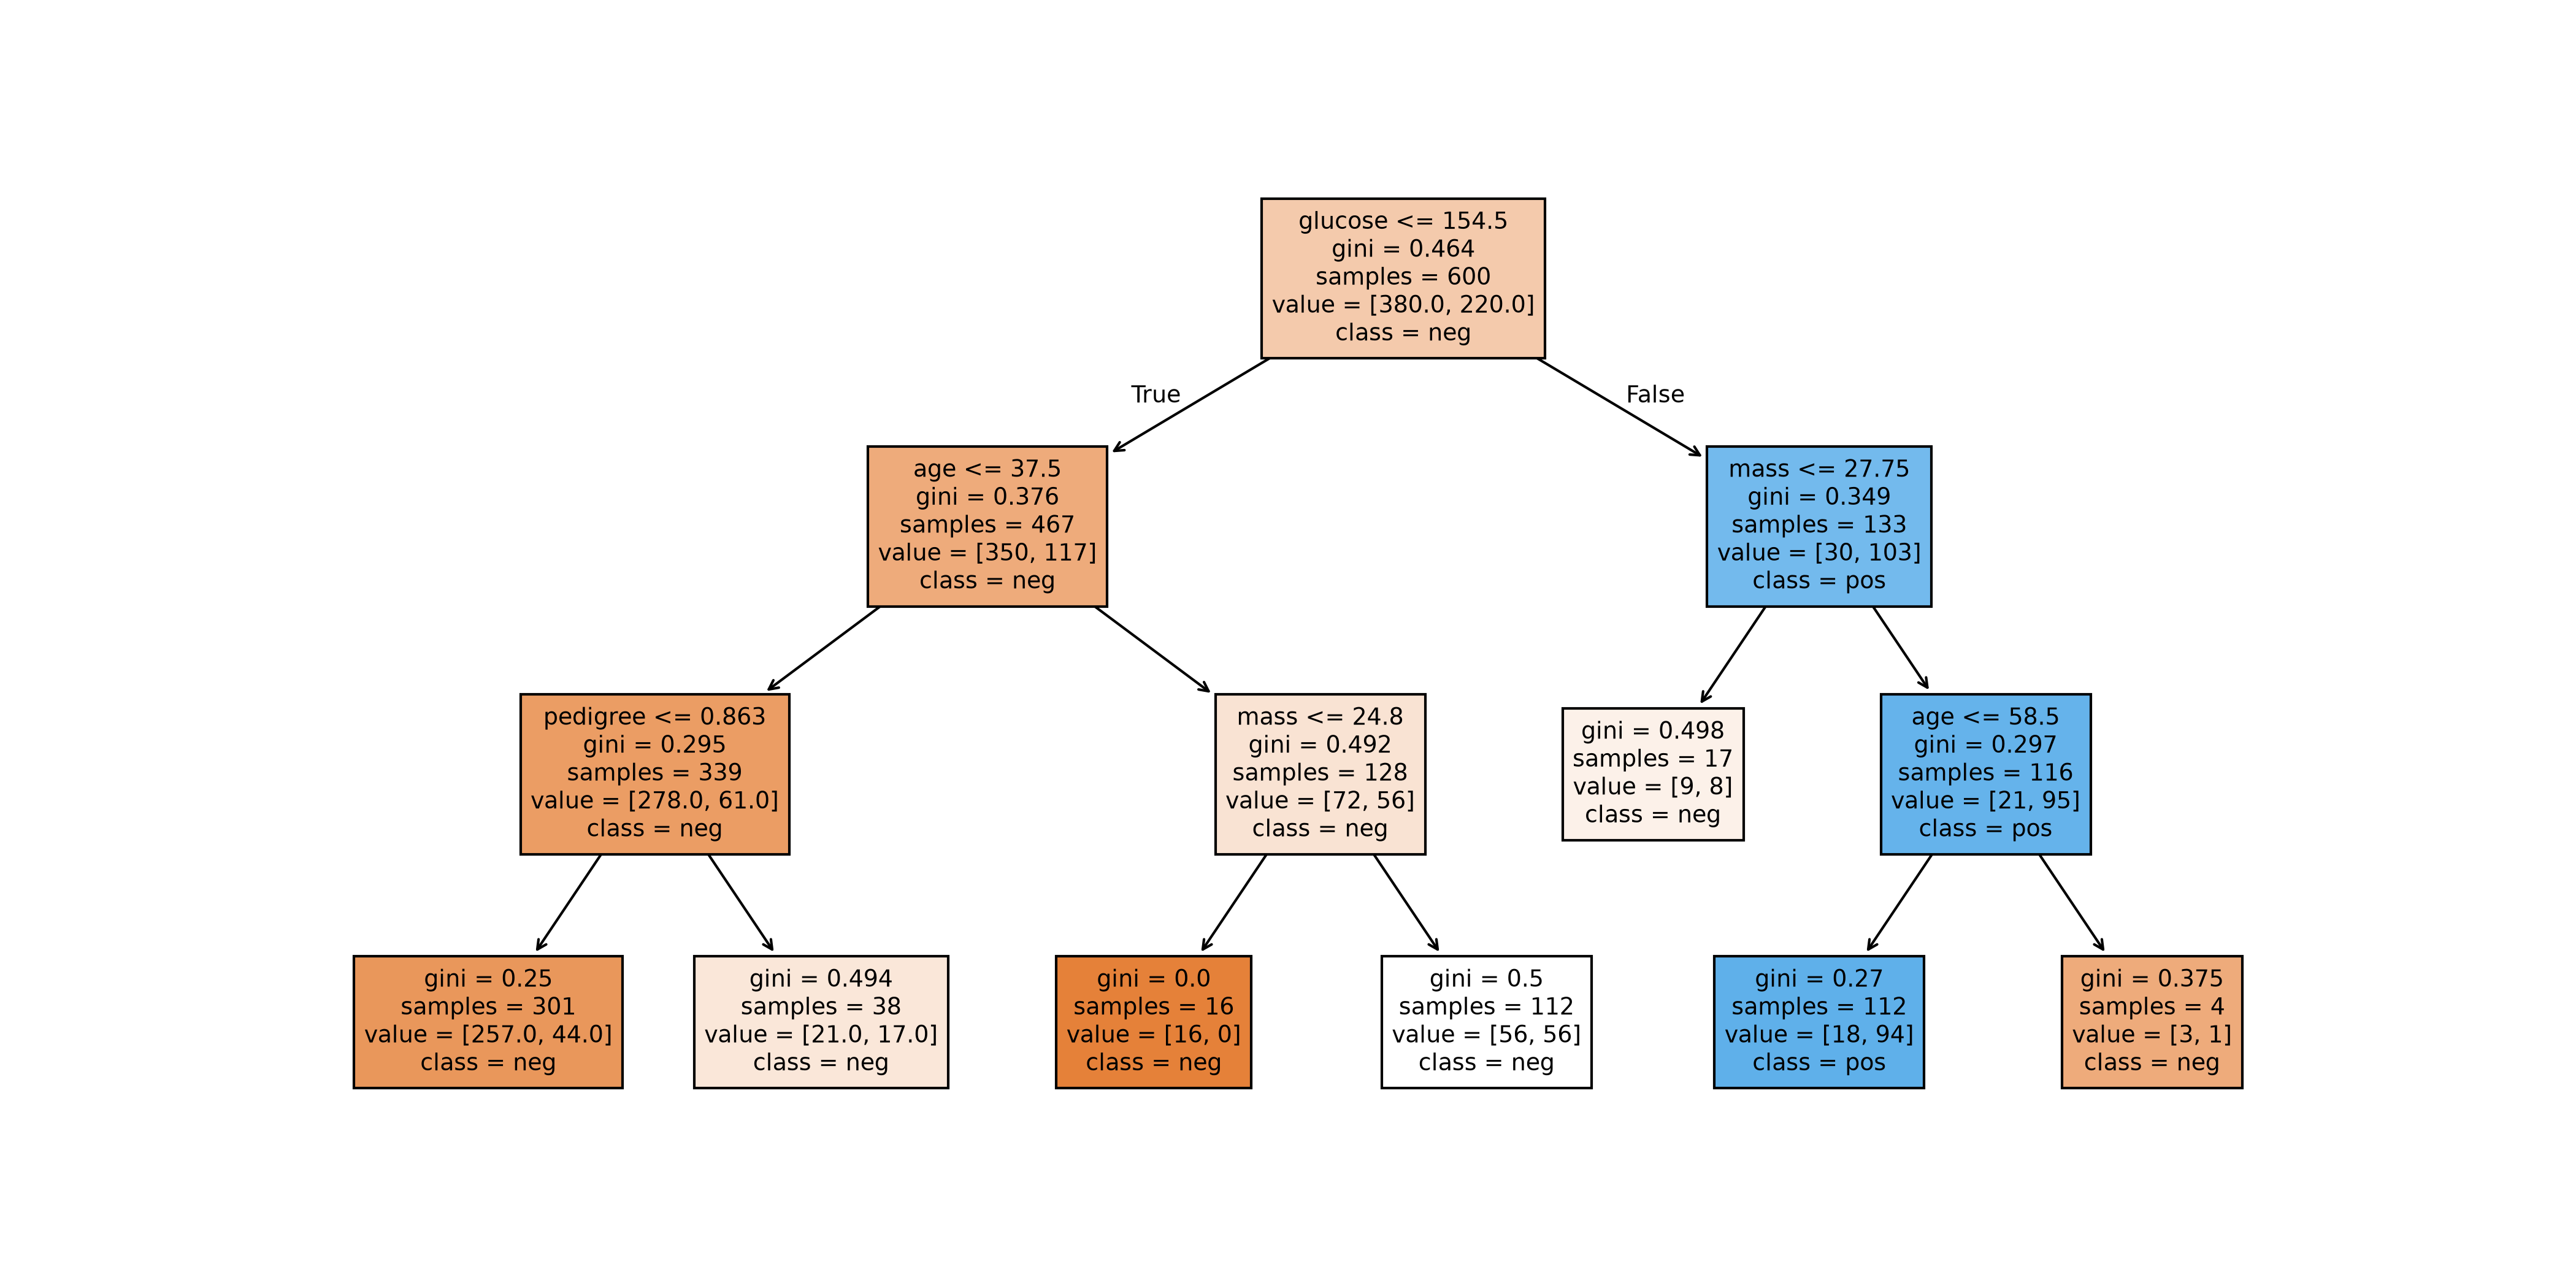 glucose <= 154.5
gini = 0.464
samples = 600
value = [380.0, 220.0]
class = neg
True
False
age <= 37.5
gini = 0.376
samples = 467
value = [350, 117]
class = neg
mass <= 27.75
gini = 0.349
samples = 133
value = [30, 103]
class = pos
pedigree <= 0.863
gini = 0.295
samples = 339
value = [278.0, 61.0]
class = neg
mass <= 24.8
gini = 0.492
samples = 128
value = [72, 56]
class = neg
gini = 0.498
samples = 17
value = [9, 8]
class = neg
age <= 58.5
gini = 0.297
samples = 116
value = [21, 95]
class = pos
gini = 0.25
samples = 301
value = [257.0, 44.0]
class = neg
gini = 0.494
samples = 38
value = [21.0, 17.0]
class = neg
gini = 0.0
samples = 16
value = [16, 0]
class = neg
gini = 0.5
samples = 112
value = [56, 56]
class = neg
gini = 0.27
samples = 112
value = [18, 94]
class = pos
gini = 0.375
samples = 4
value = [3, 1]
class = neg